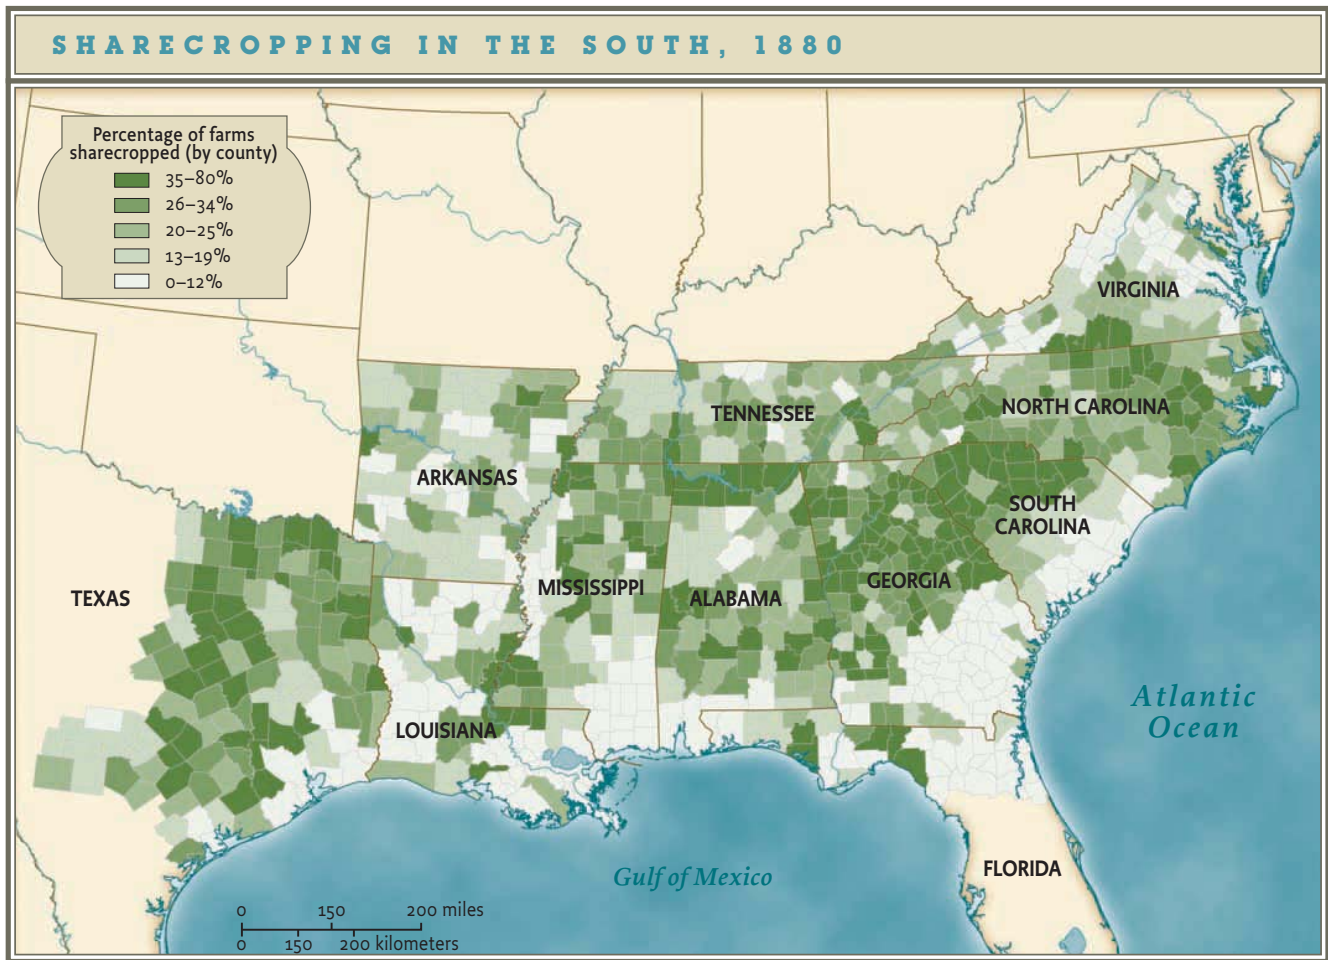 SHARECROPPING IN THE SOUTH, 1880
Percentage of farms
sharecropped (by county)
35–80%
26–34%
20–25%
13–19%
0–12%
VIRGINIA
TENNESSEE
NORTH CAROLINA
ARKANSAS
SOUTH
CAROLINA
TEXAS
MISSISSIPPI
ALABAMA
GEORGIA
LOUISIANA
Atlantic
Ocean
FLORIDA
Gulf of Mexico
0 150 200 miles
0 150 200 kilometers